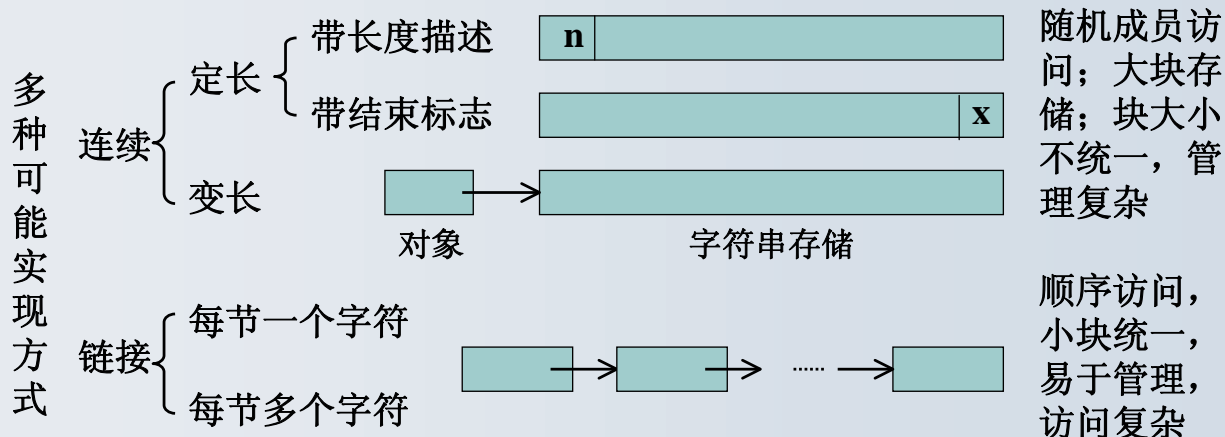 多种可能实现方式
连续
定长
带长度描述
n
带结束标志
x
变长
对象
字符串存储
随机成员访
问；大块存
储；块大小
不统一，管
理复杂
链接
每节一个字符
每节多个字符
......
顺序访问，
小块统一，
易于管理，
访问复杂